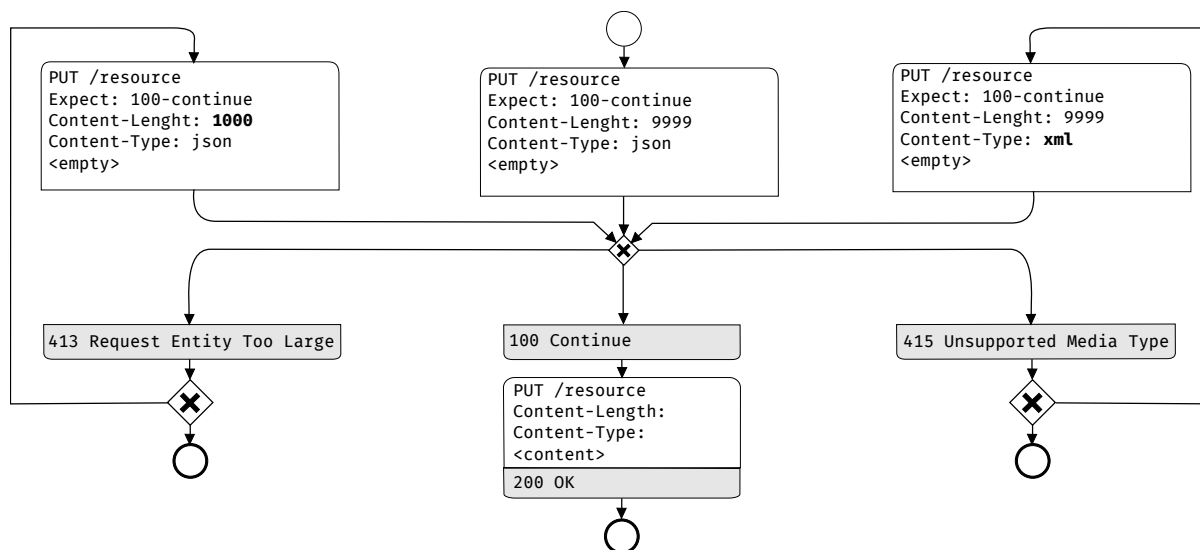 PUT /resource
Expect: 100-continue
Content-Lenght: 1000
Content-Type: json
<empty>
PUT /resource
Expect: 100-continue
Content-Lenght: 9999
Content-Type: json
<empty>
PUT /resource
Expect: 100-continue
Content-Lenght: 9999
Content-Type: xml
<empty>
413 Request Entity Too Large
100 Continue
415 Unsupported Media Type
PUT /resource
Content-Length:
Content-Type:
<content>
200 OK